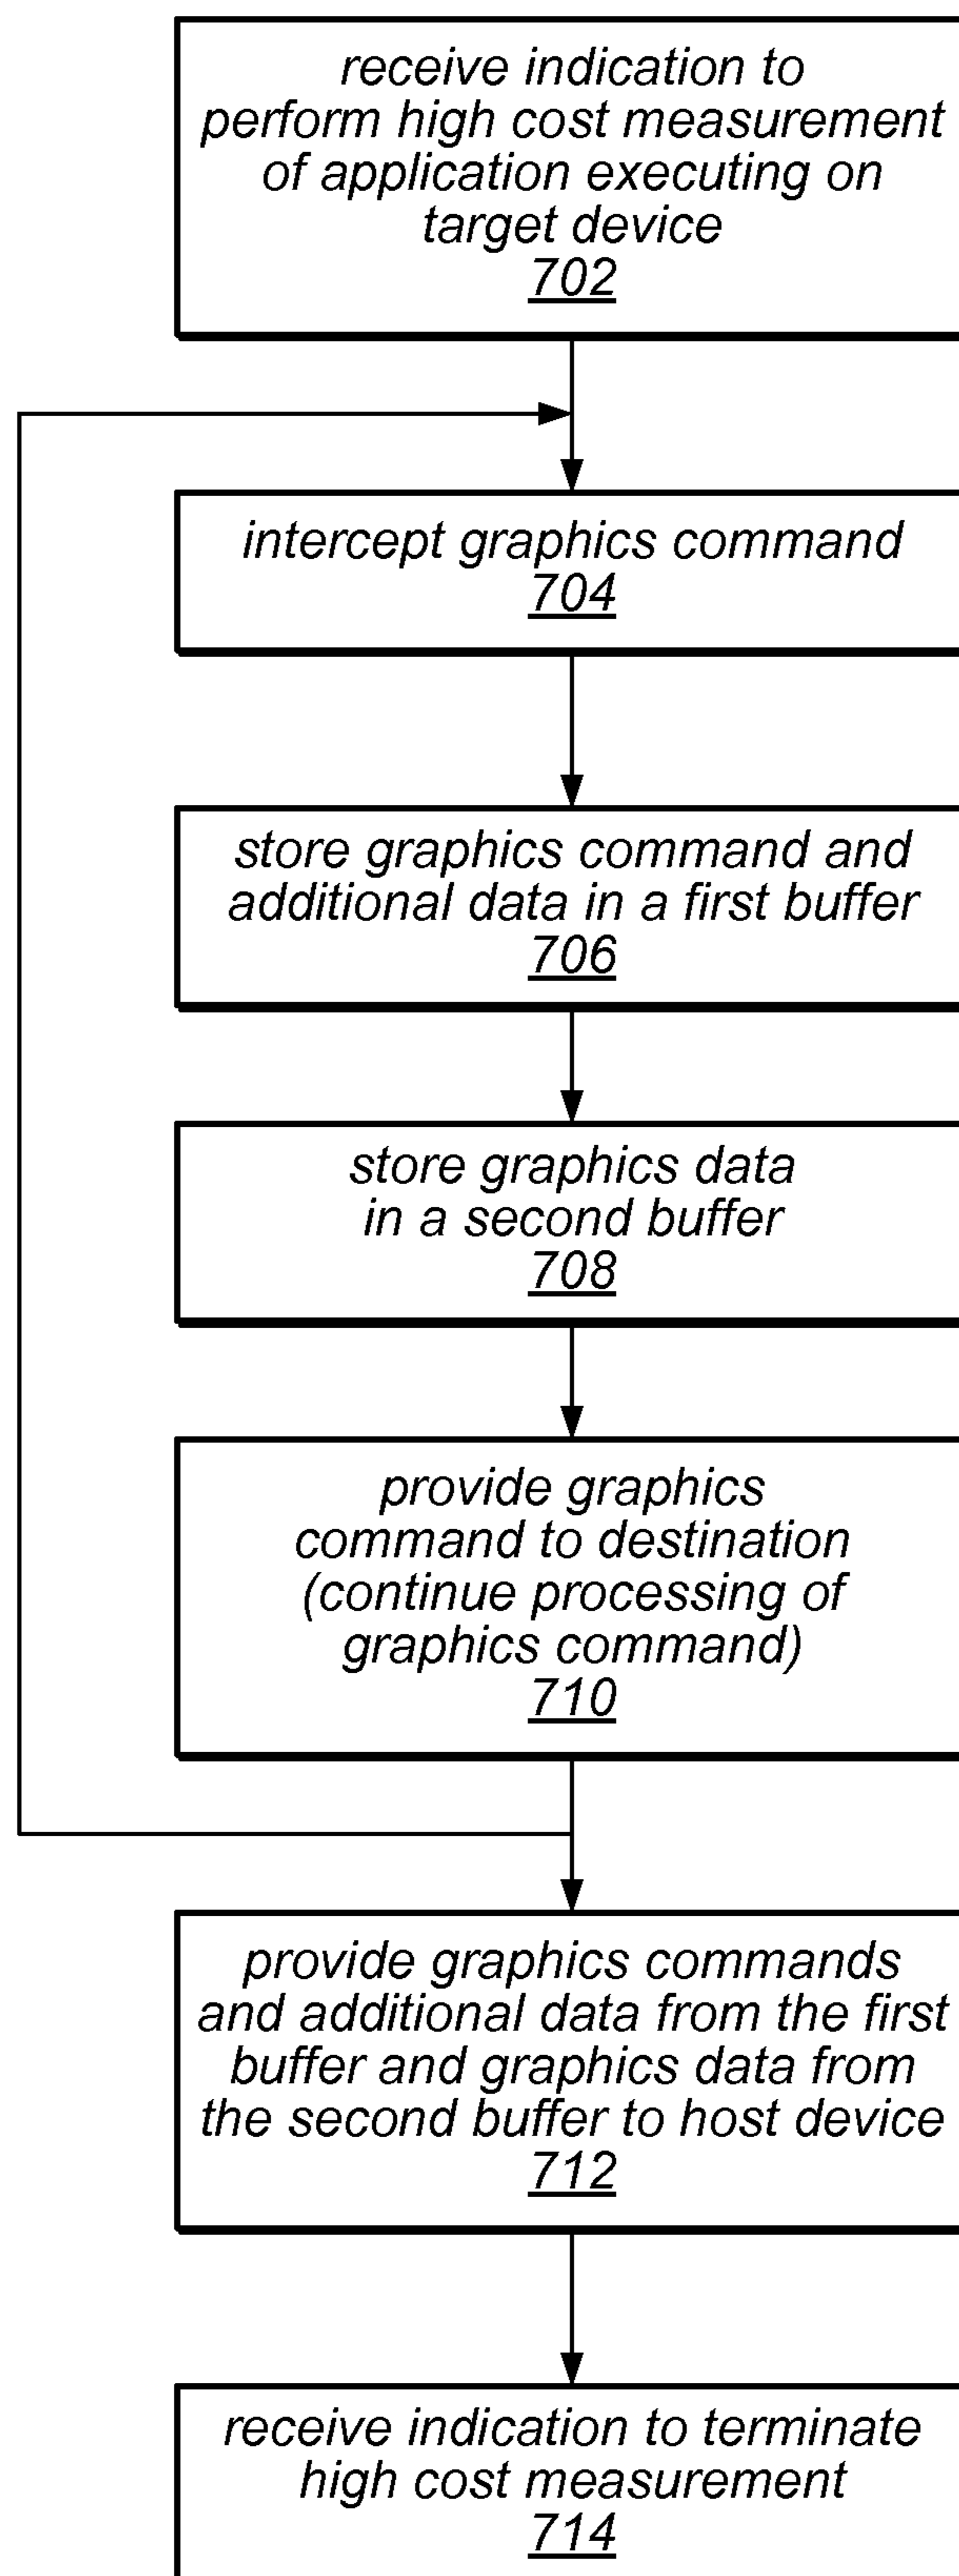 receive indication to
perform high cost measurement
of application executing on
target device
702
intercept graphics command
704
store graphics command and
additional data in a first buffer
706
store graphics data
in a second buffer
708
provide graphics
command to destination
(continue processing of
graphics command)
710
provide graphics commands
and additional data from the first
buffer and graphics data from
the second buffer to host device
712
receive indication to terminate
high cost measurement
714